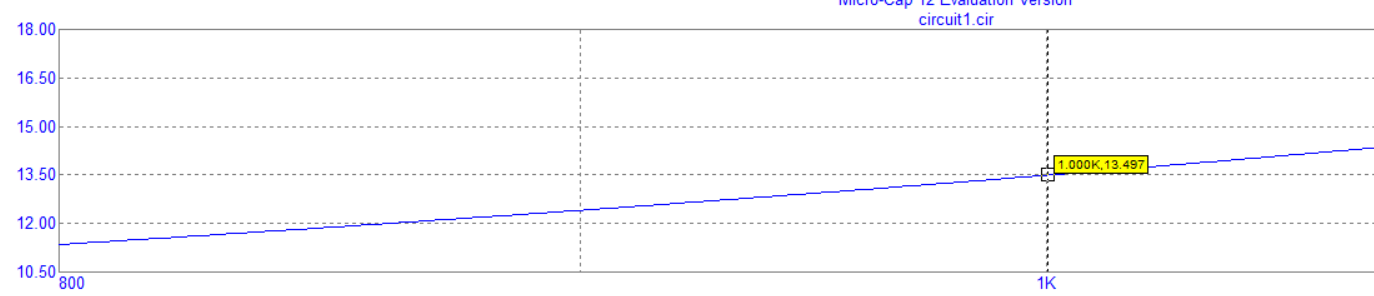 Micro-Cap 12 Evaluation Version
circuit1.cir
18.00
16.50
15.00
13.50
12.00
10.50
1.000K,13.497
800
1K